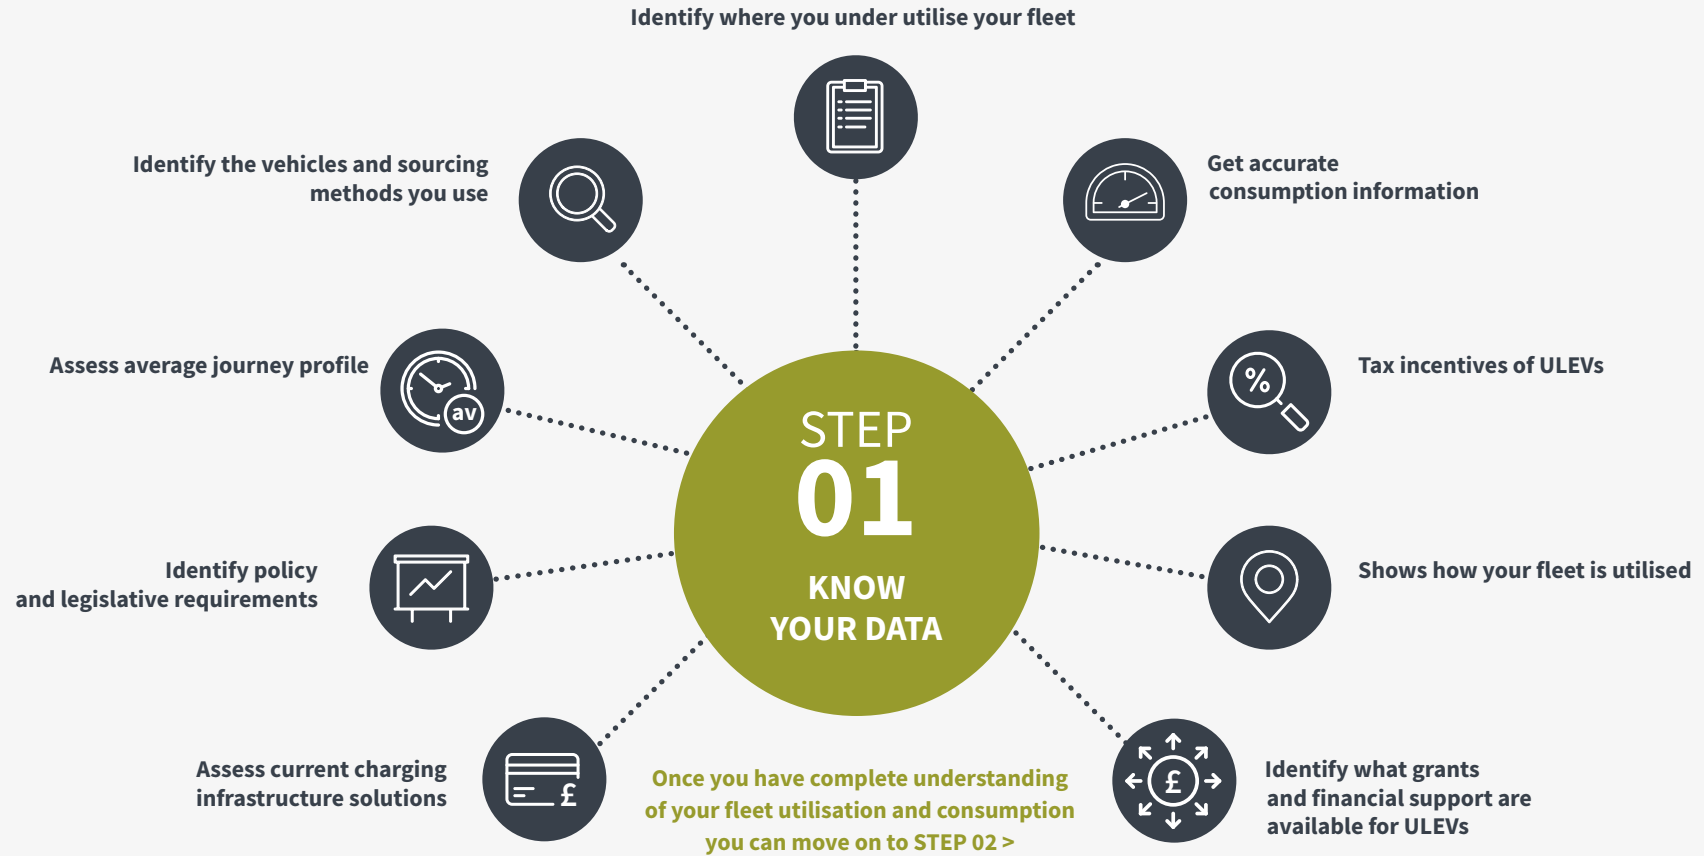 Identify where you under utilise your fleet
Identify the vehicles and sourcing
methods you use
Get accurate
consumption information
Assess average journey profile
av
%
Tax incentives of ULEVs
STEP
01
KNOW
YOUR DATA
Identify policy
and legislative requirements
Shows how your fleet is utilised
Assess current charging
infrastructure solutions
£
Once you have complete understanding
of your fleet utilisation and consumption
you can move on to STEP 02 >
£
Identify what grants
and financial support are
available for ULEVs